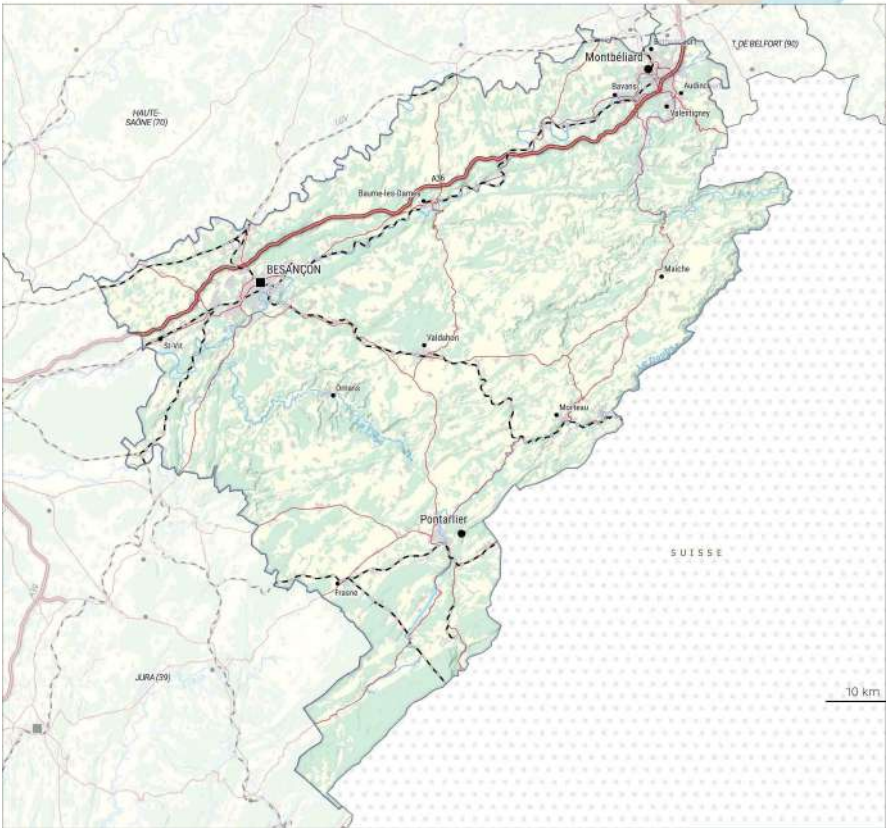 T. DE BELFORT (90)
Montbéliard
Bavans
Valentigney
HAUTE-
SAÔNE (70)
LGV
A36
Baume-les-Dames
BESANÇON
Maîche
St-Vit
Valdahon
Ornans
Morteau
Pontarlier
SUISSE
Frasne
JURA (39)
10 km